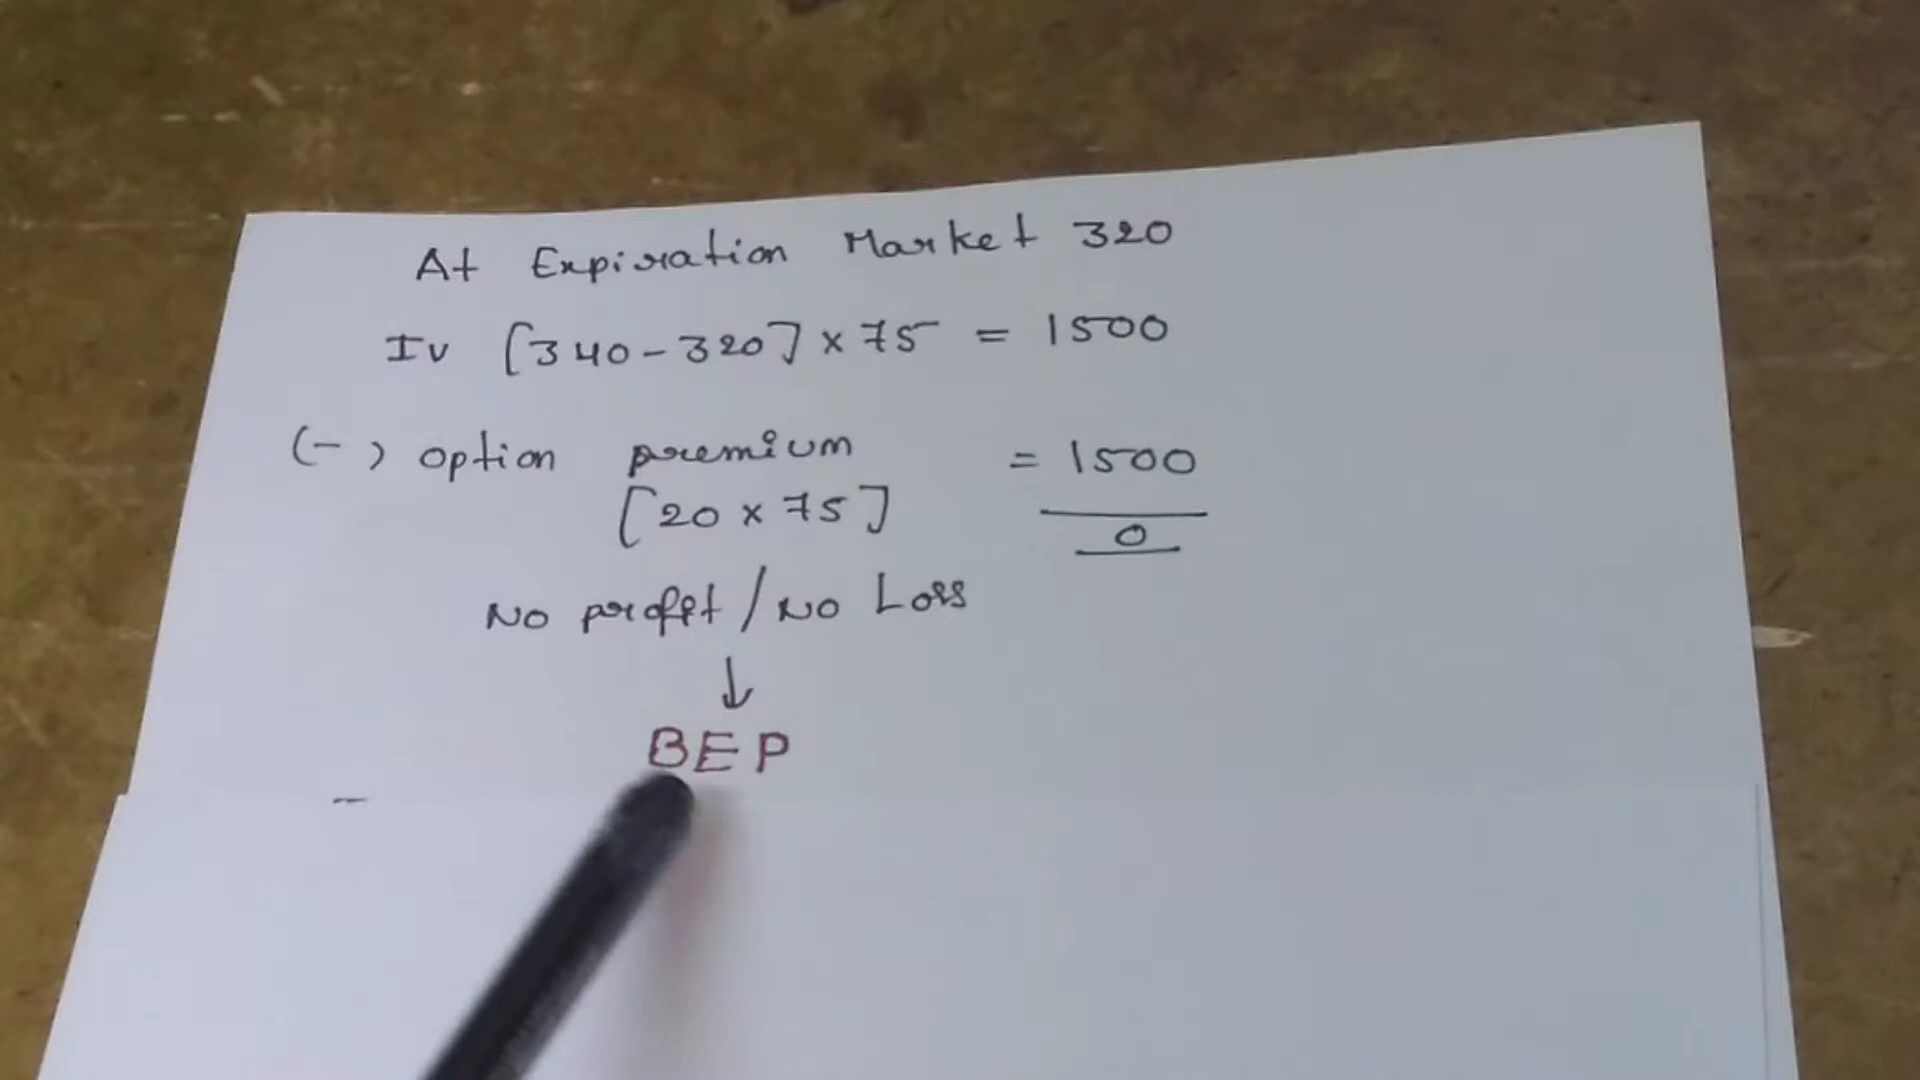 At Expiration Market 320
IV [340-320] x 75 = 1500
(-) option premium = 1500
[20 x 75] 0
No profit / No Loss
↓
BEP